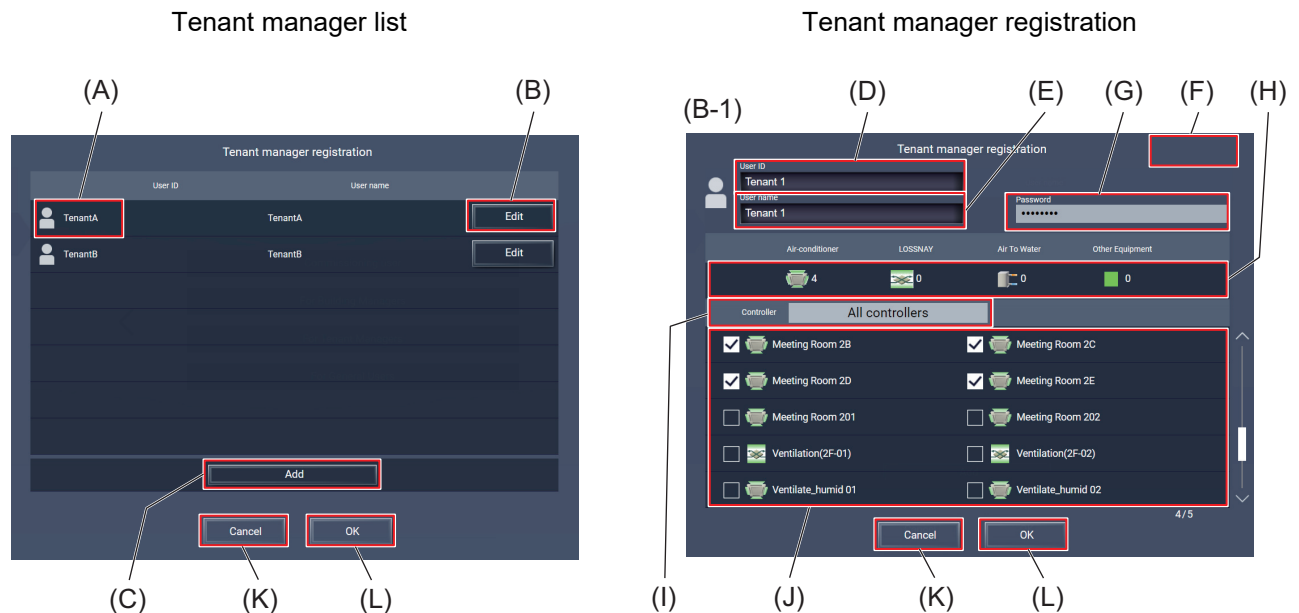 Tenant manager list
Tenant manager registration
(A)
(B)
(B-1)
(D)
(E)
(G)
(F)
(H)
Tenant manager registration
User ID
User name
TenantA
TenantA
Edit
TenantB
TenantB
Edit
Add
Cancel
OK
(C)
(K)
(L)
Tenant manager registration
User ID
Tenant 1
User name
Tenant 1
Password
••••••••
Air-conditioner
LOSSNAY
Air To Water
Other Equipment
4
0
0
0
Controller
All controllers
Meeting Room 2B
Meeting Room 2C
Meeting Room 2D
Meeting Room 2E
Meeting Room 201
Meeting Room 202
Ventilation(2F-01)
Ventilation(2F-02)
Ventilate_humid 01
Ventilate_humid 02
4/5
Cancel
OK
(I)
(J)
(K)
(L)